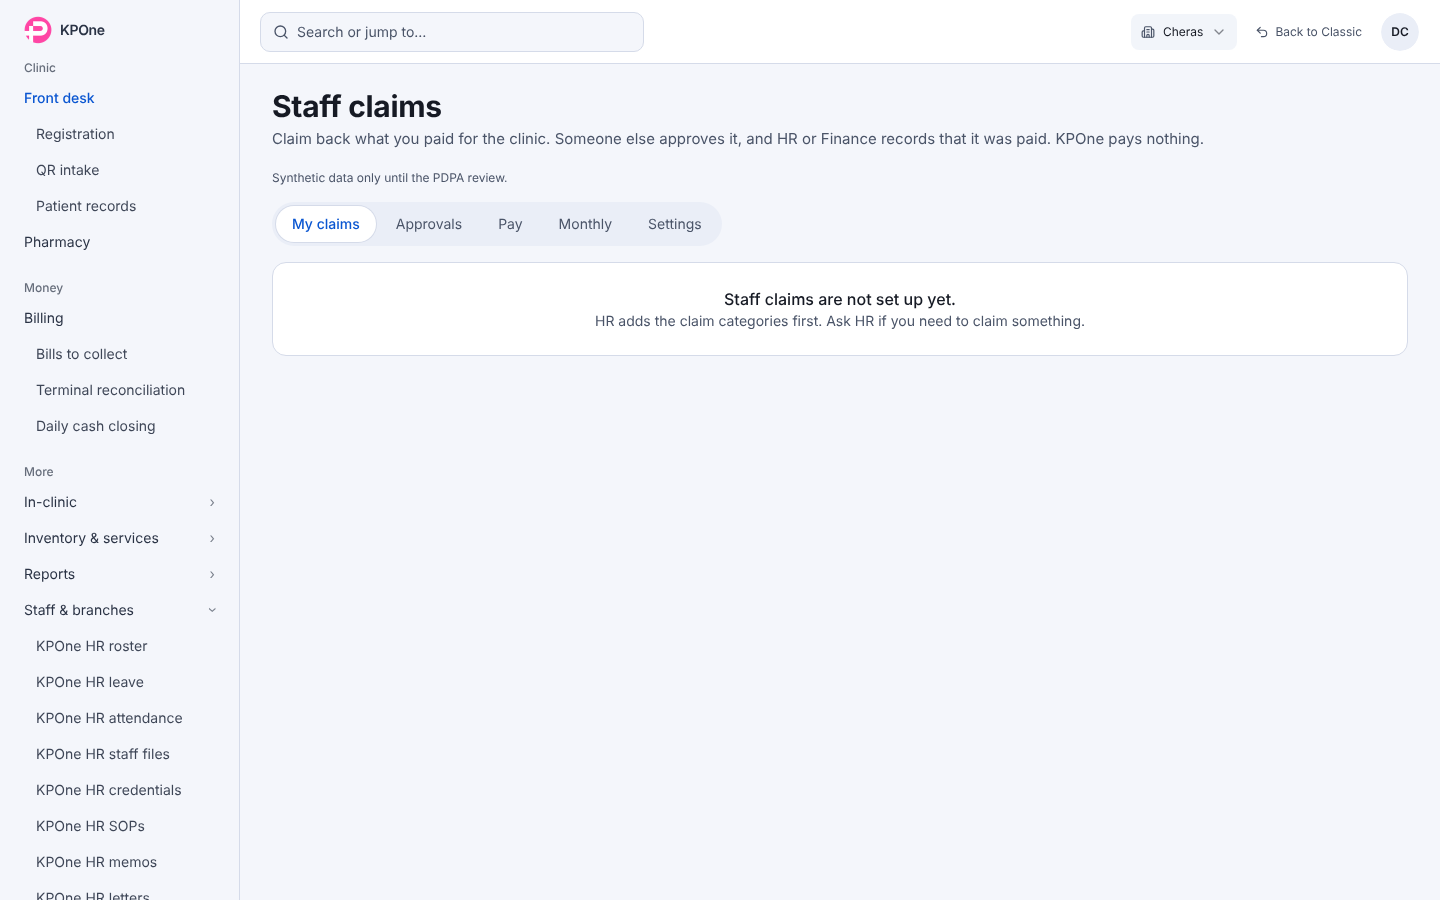 KPOne
Clinic
Front desk
Registration
QR intake
Patient records
Pharmacy
Money
Billing
Bills to collect
Terminal reconciliation
Daily cash closing
More
In-clinic
Inventory & services
Reports
Staff & branches
KPOne HR roster
KPOne HR leave
KPOne HR attendance
KPOne HR staff files
KPOne HR credentials
KPOne HR SOPs
KPOne HR memos
KPOne HR letters
Search or jump to...
Cheras
Back to Classic
DC
Staff claims
Claim back what you paid for the clinic. Someone else approves it, and HR or Finance records that it was paid. KPOne pays nothing.
Synthetic data only until the PDPA review.
My claims
Approvals
Pay
Monthly
Settings
Staff claims are not set up yet.
HR adds the claim categories first. Ask HR if you need to claim something.